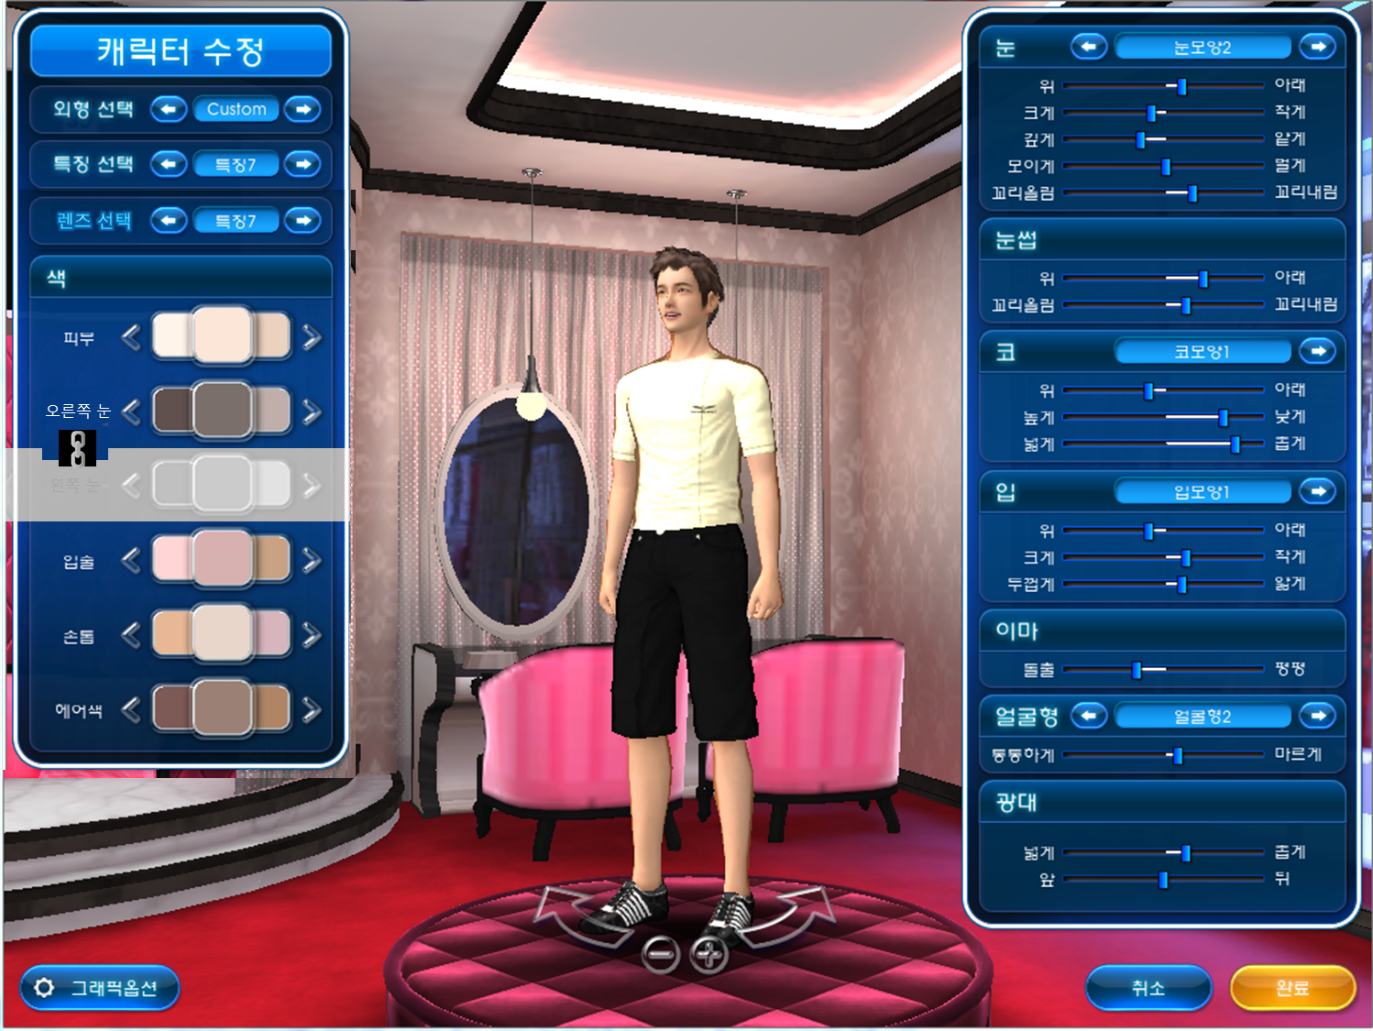 캐릭터 수정
외형 선택 Custom
특징 선택 특징7
렌즈 선택 특징7
색
피부
오른쪽 눈
왼쪽 눈
입술
손톱
헤어색
그래픽옵션
눈 눈모양2
위 아래
크게 작게
깊게 얕게
모이게 멀게
꼬리올림 꼬리내림
눈썹
위 아래
꼬리올림 꼬리내림
코 코모양1
위 아래
높게 낮게
넓게 좁게
입 입모양1
위 아래
크게 작게
두껍게 얇게
이마
돌출 평평
얼굴형 얼굴형2
통통하게 마르게
광대
넓게 좁게
앞 뒤
취소
완료